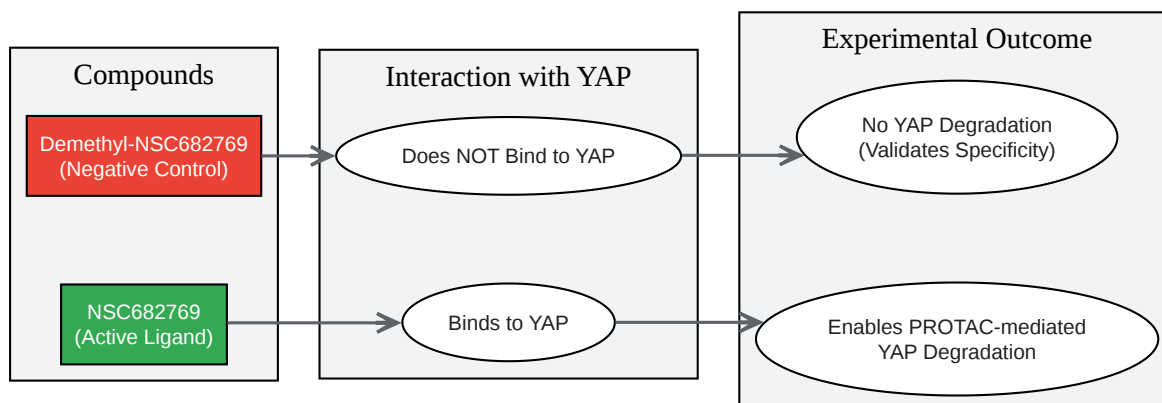 Compounds
Demethyl-NSC682769
(Negative Control)
NSC682769
(Active Ligand)
Interaction with YAP
Does NOT Bind to YAP
Binds to YAP
Experimental Outcome
No YAP Degradation
(Validates Specificity)
Enables PROTAC-mediated
YAP Degradation